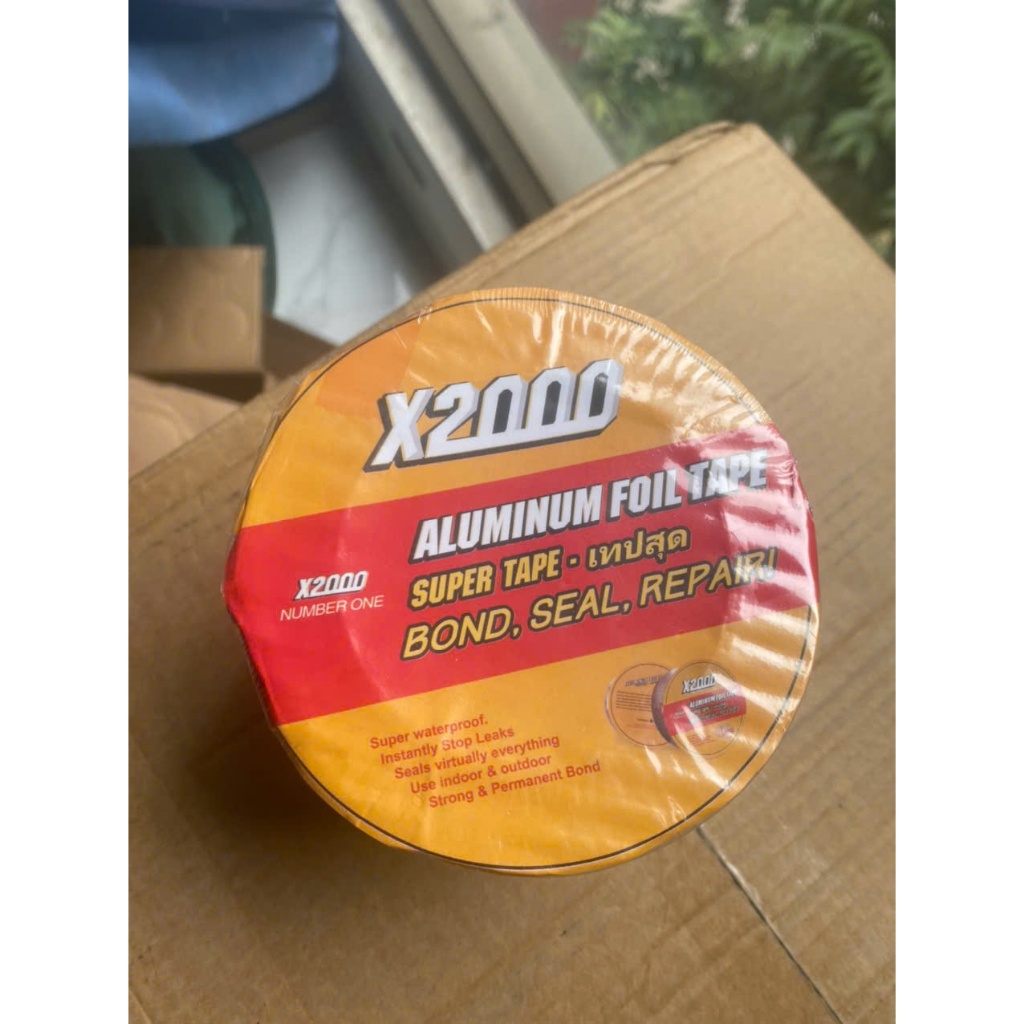 X2000
ALUMINUM FOIL TAPE
SUPER TAPE - เทปสุด
BOND, SEAL, REPAIR!
X2000
NUMBER ONE
Super waterproof.
Instantly Stop Leaks
Seals virtually everything
Use indoor & outdoor
Strong & Permanent Bond
X2000